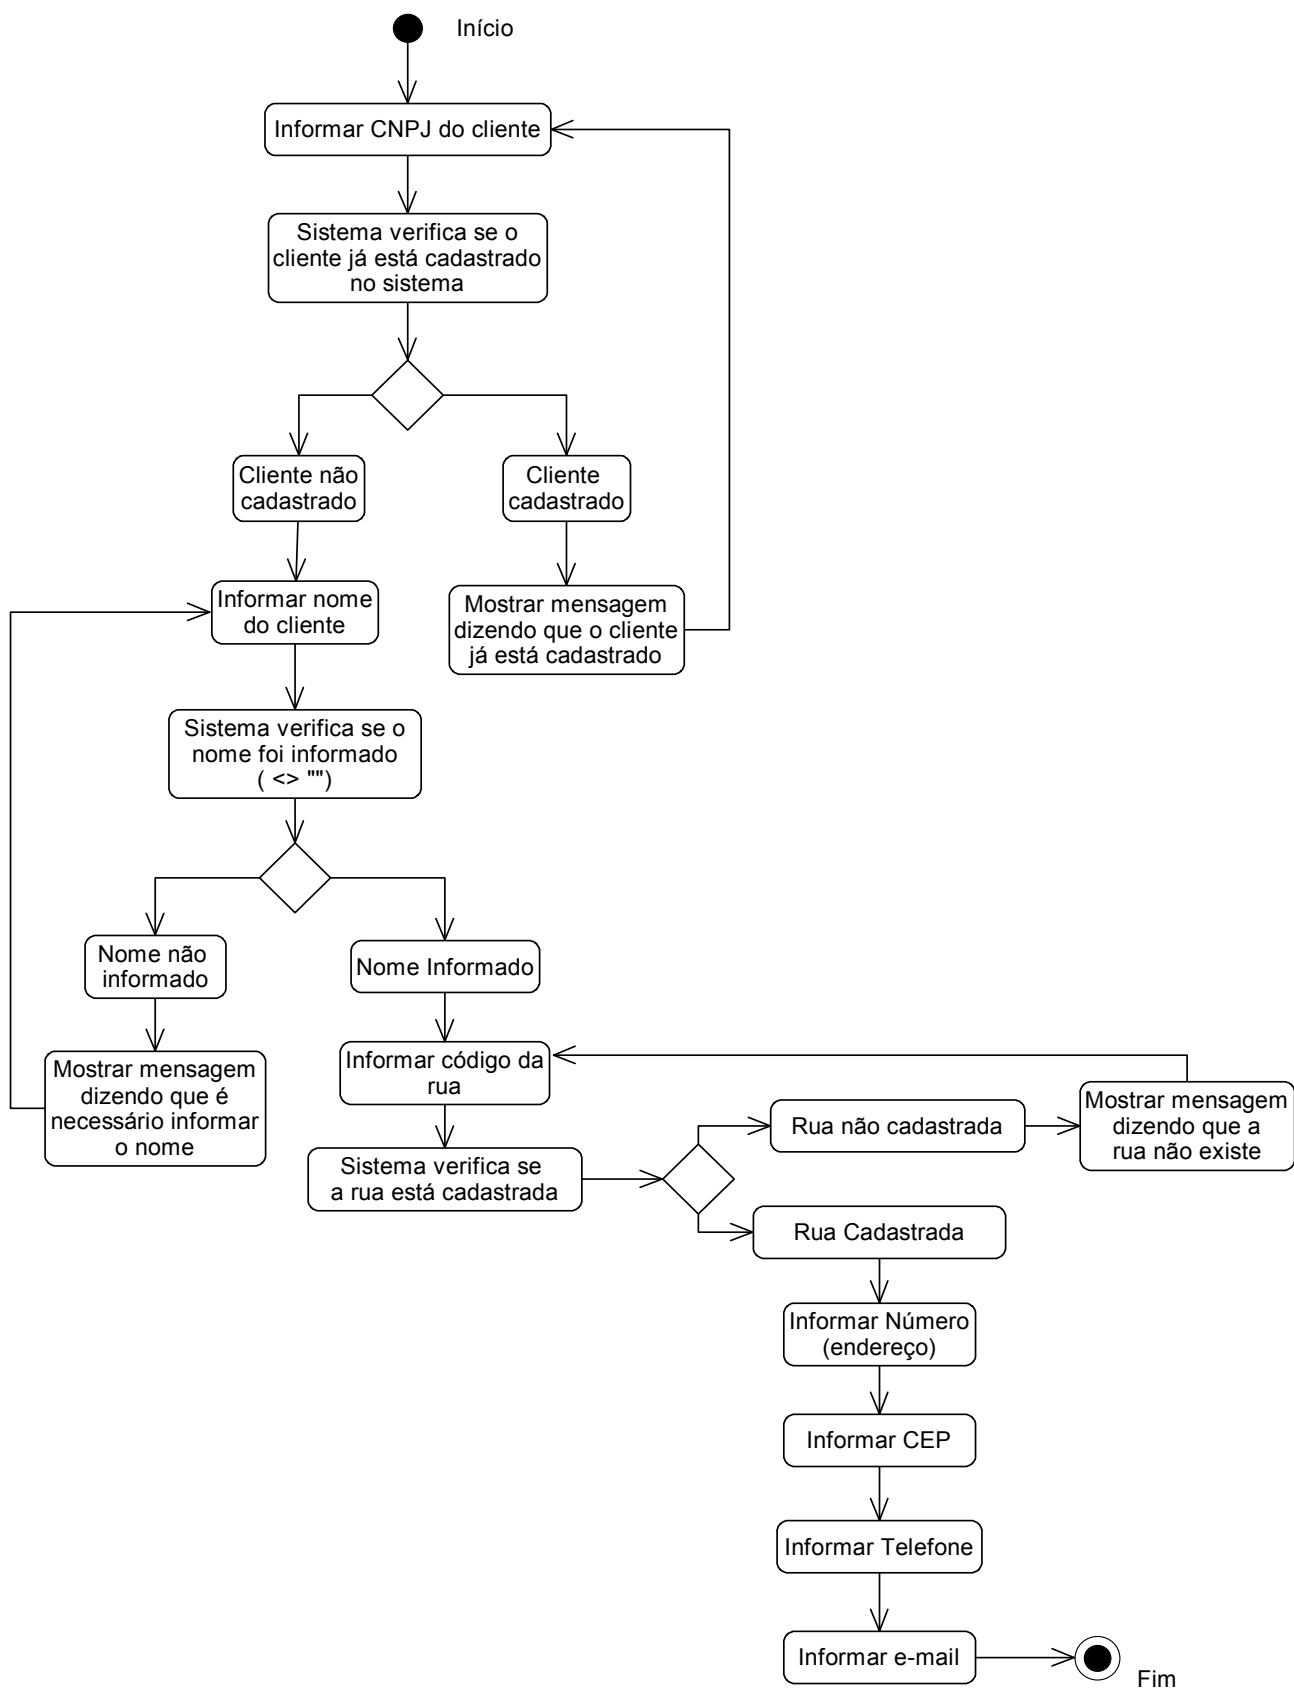 Início
Informar CNPJ do cliente
Sistema verifica se o
cliente já está cadastrado
no sistema
Cliente não
cadastrado
Cliente
cadastrado
Informar nome
do cliente
Mostrar mensagem
dizendo que o cliente
já está cadastrado
Sistema verifica se o
nome foi informado
( <> "")
Nome não
informado
Nome Informado
Mostrar mensagem
dizendo que é
necessário informar
o nome
Informar código da
rua
Sistema verifica se
a rua está cadastrada
Rua não cadastrada
Mostrar mensagem
dizendo que a
rua não existe
Rua Cadastrada
Informar Número
(endereço)
Informar CEP
Informar Telefone
Informar e-mail
Fim